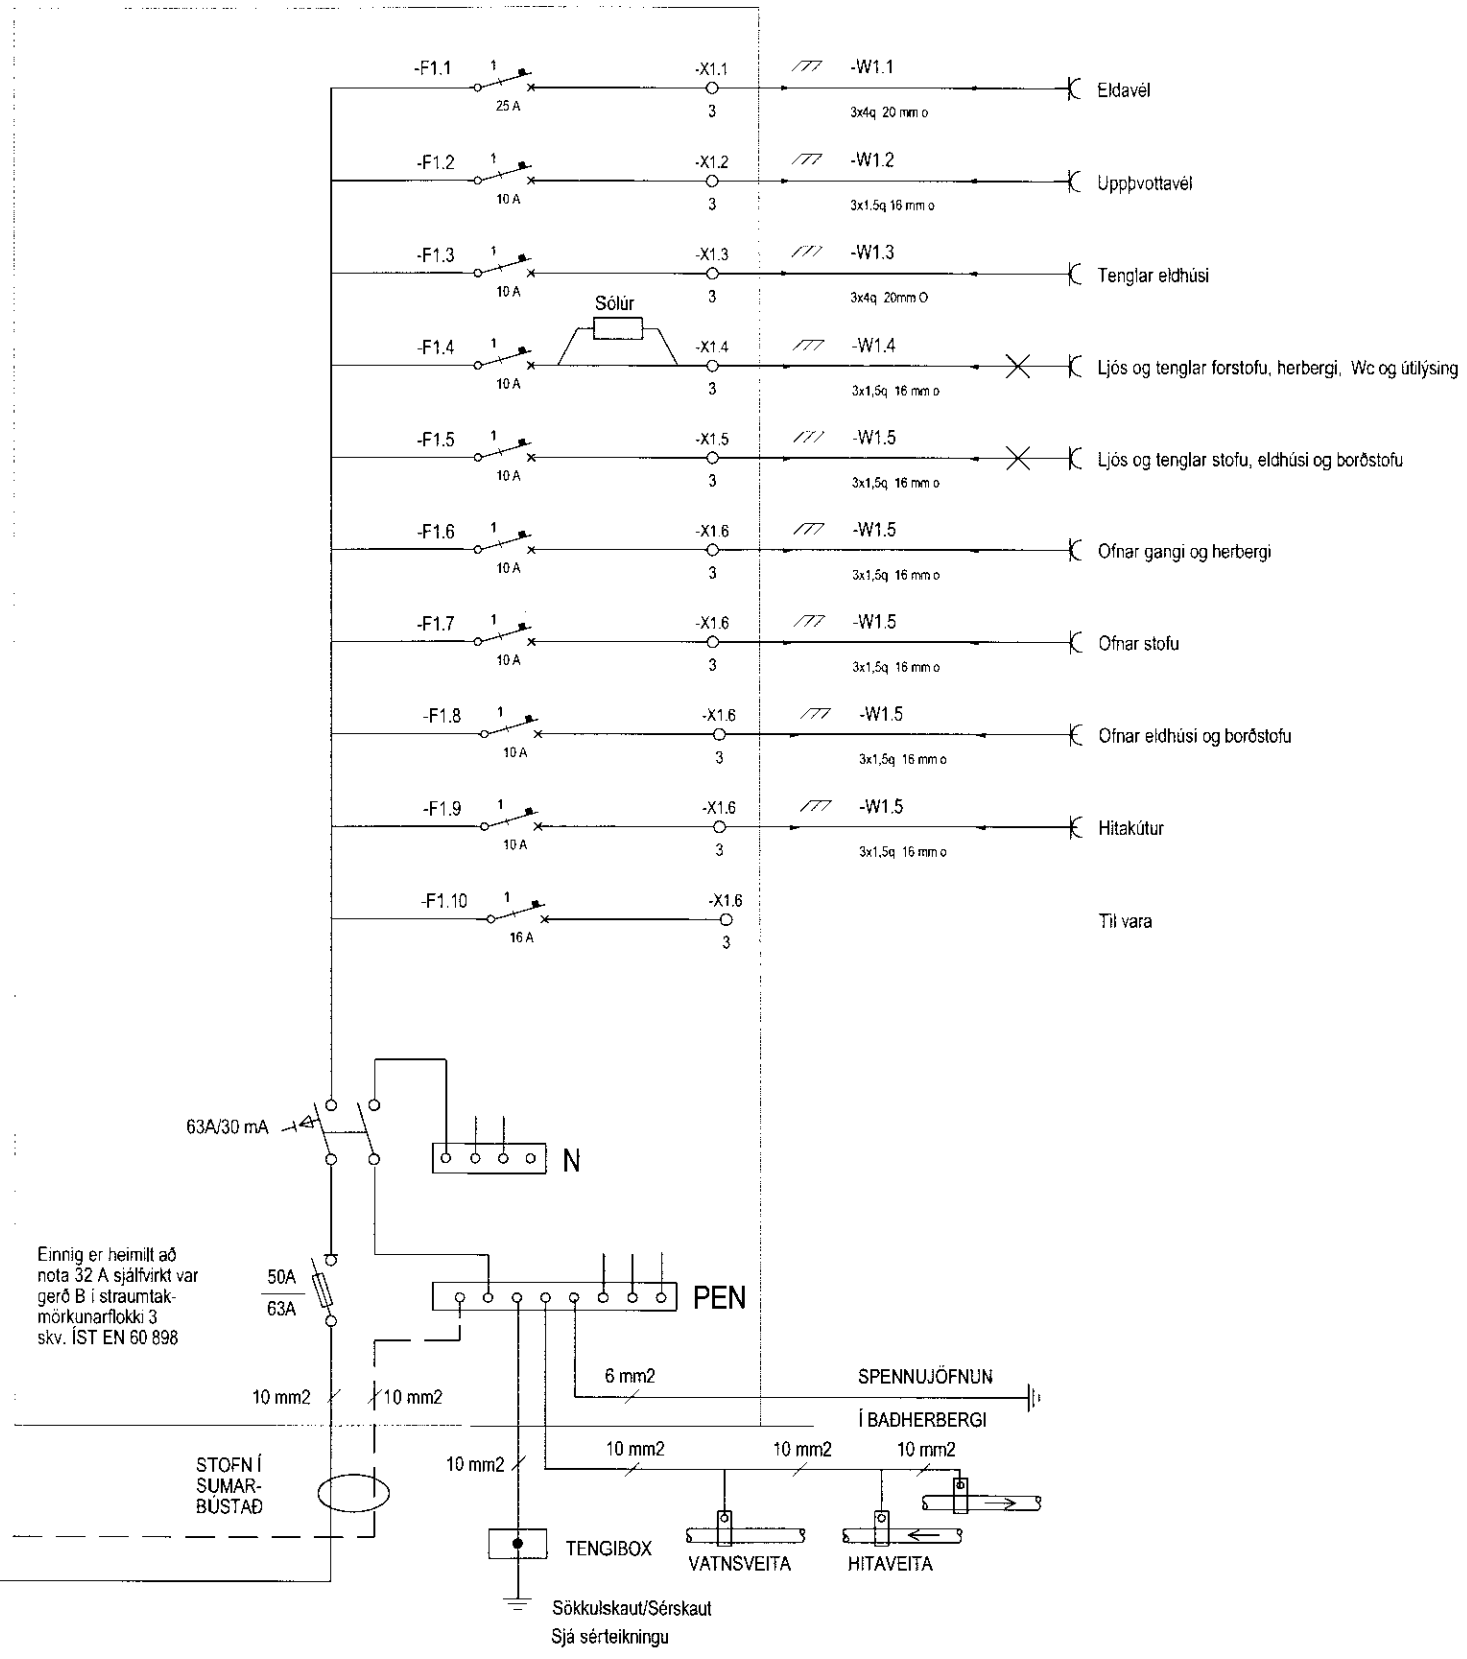 -F1.1 1 -X1.1 -W1.1
25 A 3 3x4q 20 mm o Eldavél
-F1.2 1 -X1.2 -W1.2
10 A 3 3x1.5q 16 mm o Uppþvottavél
-F1.3 1 -X1.3 -W1.3
10 A 3 3x4q 20mm O Tenglar eldhúsi
Sólúr
-F1.4 1 -X1.4 -W1.4
10 A 3 3x1,5q 16 mm o Ljós og tenglar forstofu, herbergi, Wc og útilýsing
-F1.5 1 -X1.5 -W1.5
10 A 3 3x1,5q 16 mm o Ljós og tenglar stofu, eldhúsi og borðstofu
-F1.6 1 -X1.6 -W1.5
10 A 3 3x1,5q 16 mm o Ofnar gangi og herbergi
-F1.7 1 -X1.6 -W1.5
10 A 3 3x1,5q 16 mm o Ofnar stofu
-F1.8 1 -X1.6 -W1.5
10 A 3 3x1,5q 16 mm o Ofnar eldhúsi og borðstofu
-F1.9 1 -X1.6 -W1.5
10 A 3 3x1,5q 16 mm o Hitakútur
-F1.10 1 -X1.6
16 A 3 Til vara
63A/30 mA
N
Einnig er heimilt að
nota 32 A sjálfvirkt var
gerð B í straumtak-
mörkunarflokki 3
skv. ÍST EN 60 898
50A
63A
PEN
10 mm2 10 mm2
6 mm2
SPENNUJÖFNUN
Í BAÐHERBERGI
10 mm2 10 mm2 10 mm2 10 mm2
STOFN Í
SUMAR-
BÚSTAÐ
TENGIBOX
VATNSVEITA
HITAVEITA
Sökkulskaut/Sérskaut
Sjá sérteikningu